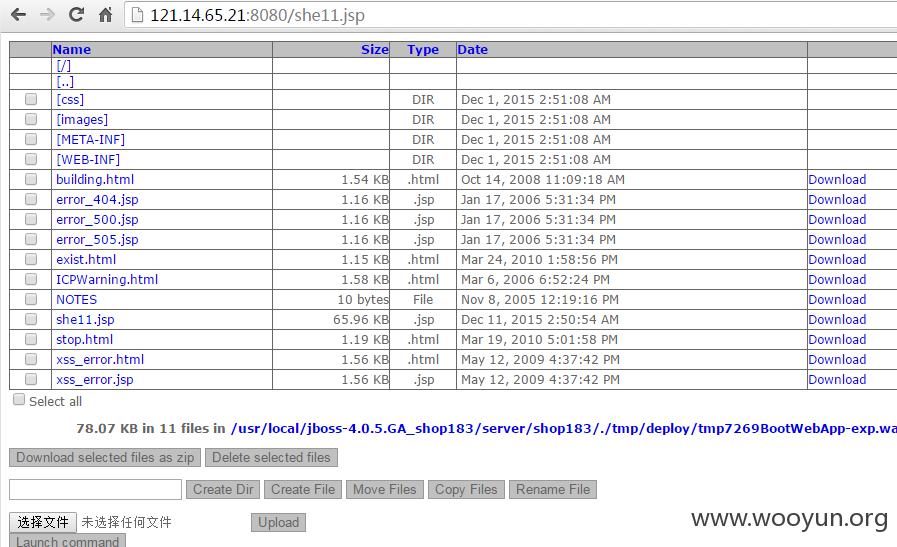 121.14.65.21:8080/she11.jsp
Name Size Type Date
[/]
[..]
[css] DIR Dec 1, 2015 2:51:08 AM
[images] DIR Dec 1, 2015 2:51:08 AM
[META-INF] DIR Dec 1, 2015 2:51:08 AM
[WEB-INF] DIR Dec 1, 2015 2:51:08 AM
building.html 1.54 KB .html Oct 14, 2008 11:09:18 AM Download
error_404.jsp 1.16 KB .jsp Jan 17, 2006 5:31:34 PM Download
error_500.jsp 1.16 KB .jsp Jan 17, 2006 5:31:34 PM Download
error_505.jsp 1.16 KB .jsp Jan 17, 2006 5:31:34 PM Download
exist.html 1.15 KB .html Mar 24, 2010 1:58:56 PM Download
ICPWarning.html 1.58 KB .html Mar 6, 2006 6:52:24 PM Download
NOTES 10 bytes File Nov 8, 2005 12:19:16 PM Download
she11.jsp 65.96 KB .jsp Dec 11, 2015 2:50:54 AM Download
stop.html 1.19 KB .html Mar 19, 2010 5:01:58 PM Download
xss_error.html 1.56 KB .html May 12, 2009 4:37:42 PM Download
xss_error.jsp 1.56 KB .jsp May 12, 2009 4:37:42 PM Download
Select all
78.07 KB in 11 files in /usr/local/jboss-4.0.5.GA_shop183/server/shop183/./tmp/deploy/tmp7269BootWebApp-exp.wa
Download selected files as zip Delete selected files
Create Dir Create File Move Files Copy Files Rename File
选择文件 未选择任何文件 Upload
Launch command
www.wooyun.org